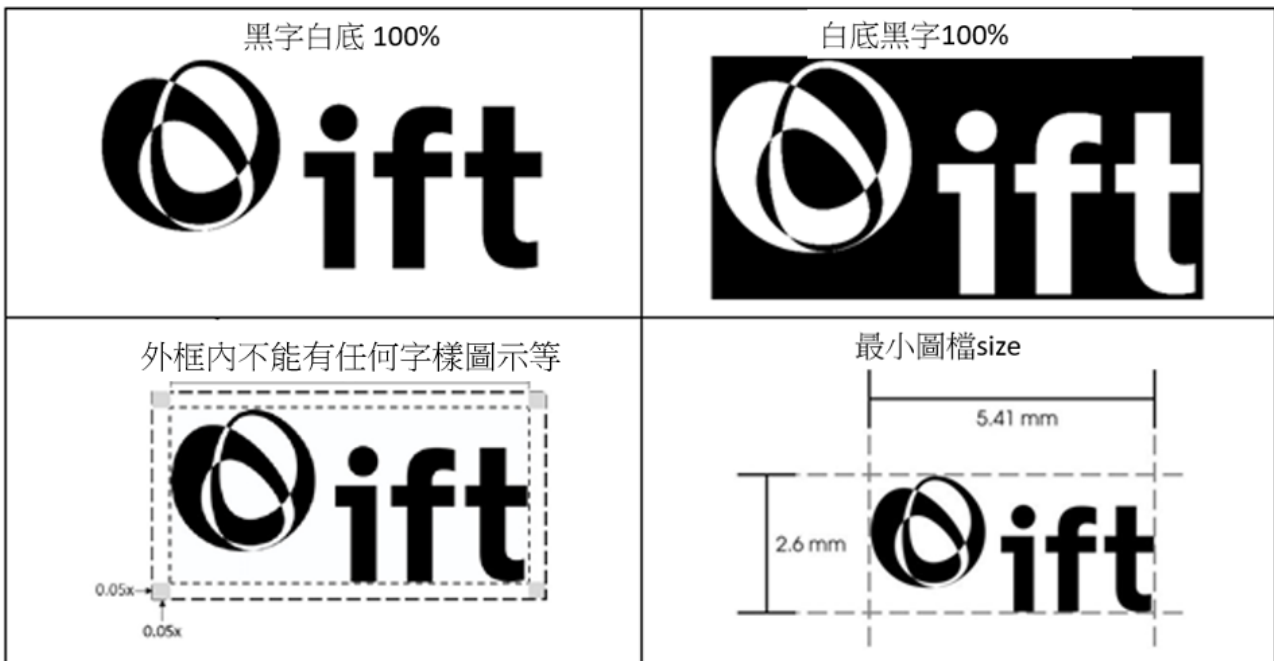 黑字白底 100%
ift
白底黑字100%
ift
外框內不能有任何字樣圖示等
ift
0.05x
0.05x
最小圖檔size
5.41 mm
2.6 mm
ift